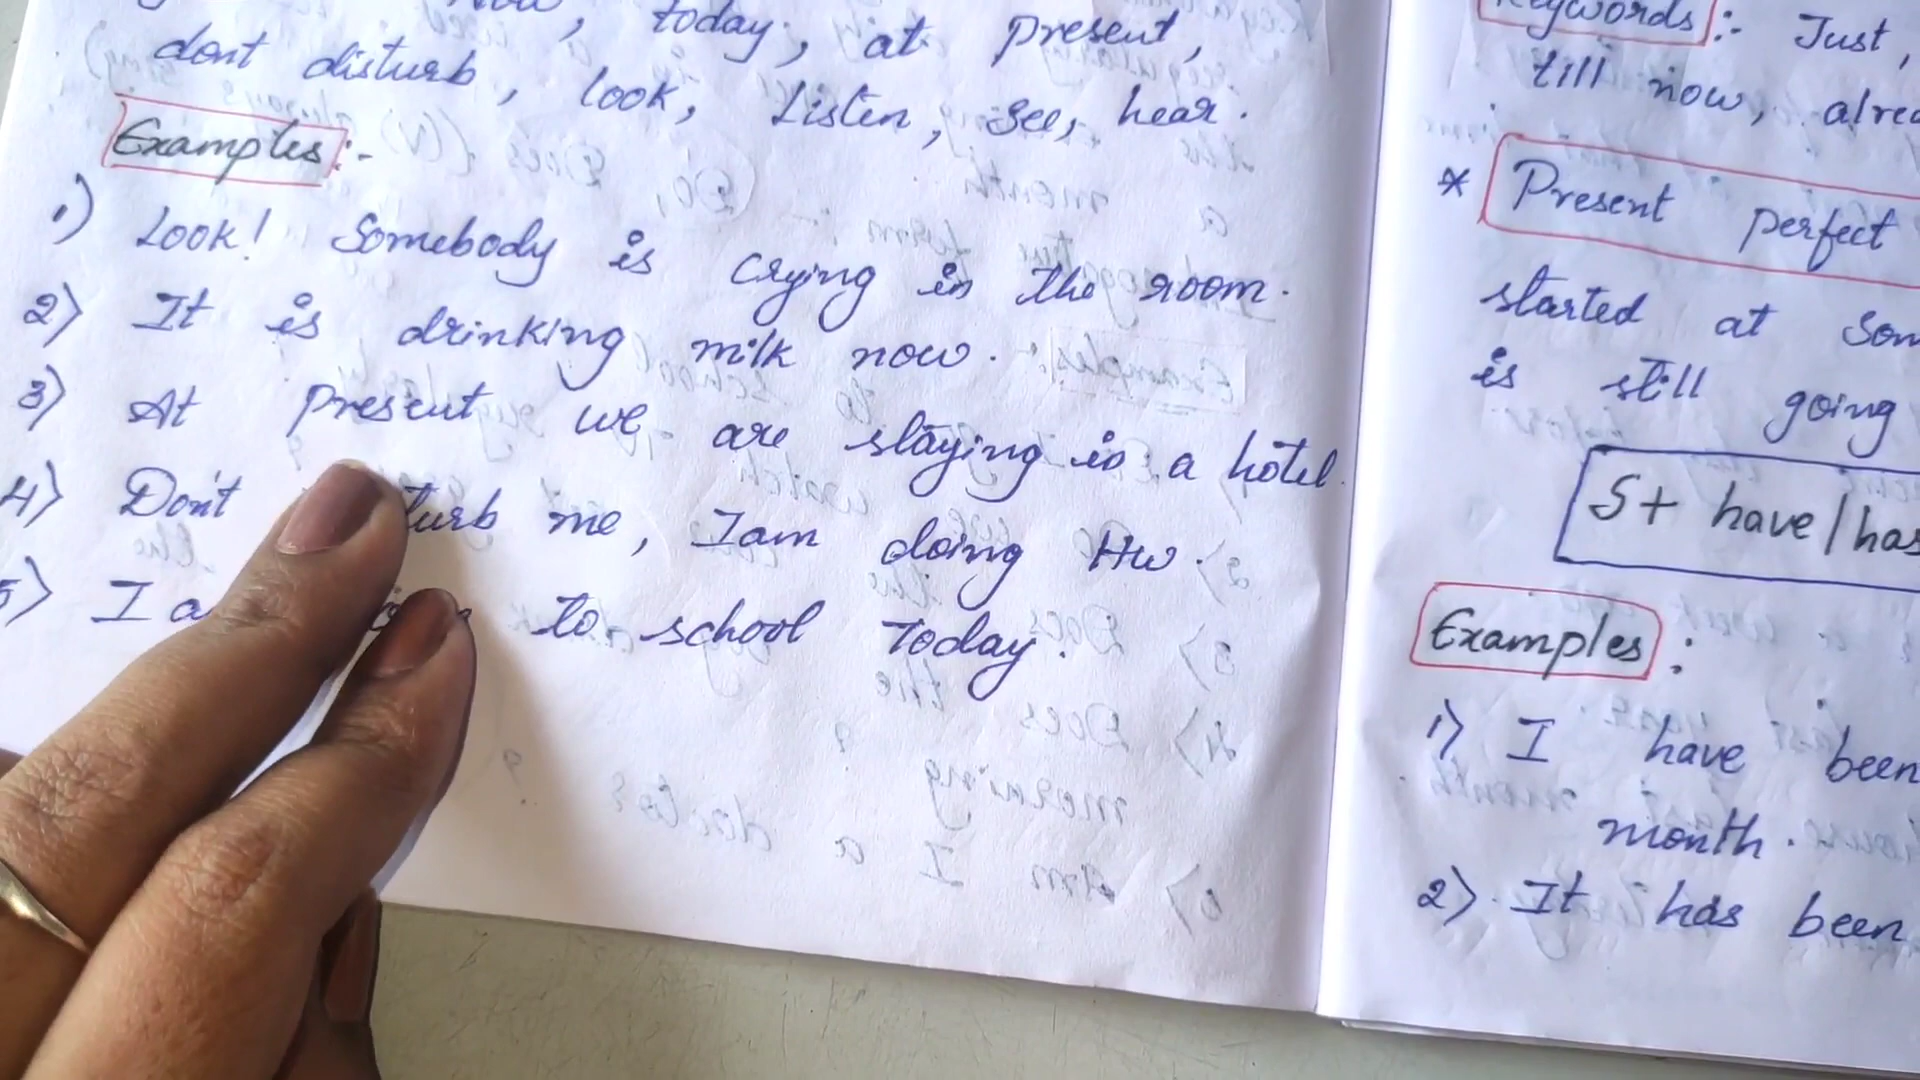 today, at present,
dont disturb, look, Listen, see, hear.
Examples:-
1) Look! Somebody is crying in the room.
2) It is drinking milk now.
3) At present we are staying in a hotel.
4) Don't me, I am doing Hw.
5) I to school Today.
Keywords:- Just,
till now,
* Present perfect
started at
is still going
S+ have/has
Examples:
1) I have been
month.
2) It has been